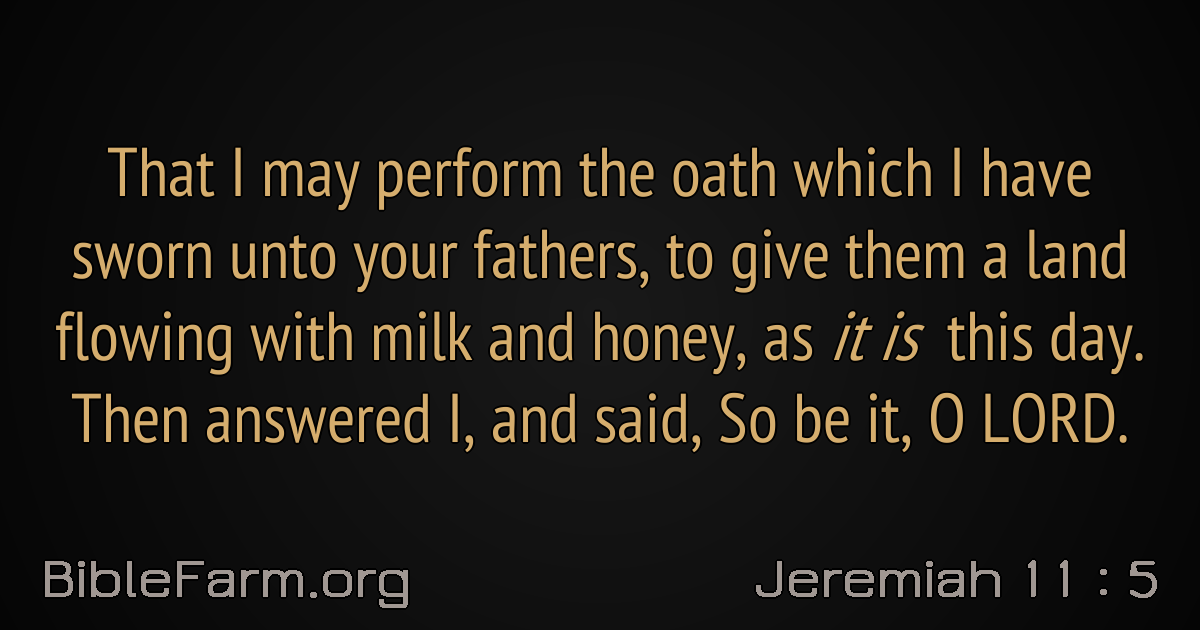 That I may perform the oath which I have
sworn unto your fathers, to give them a land
flowing with milk and honey, as it is this day.
Then answered I, and said, So be it, O LORD.
BibleFarm.org
Jeremiah 11 : 5